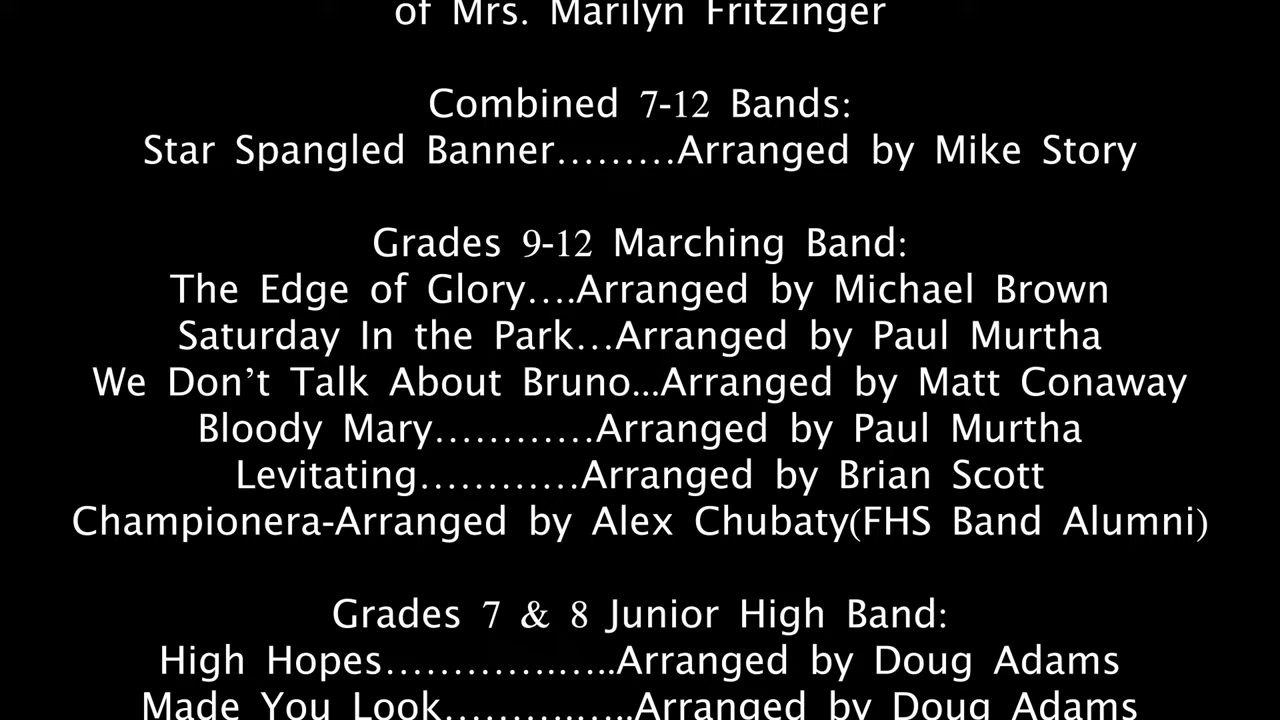 of Mrs. Marilyn Fritzinger
Combined 7-12 Bands:
Star Spangled Banner………Arranged by Mike Story
Grades 9-12 Marching Band:
The Edge of Glory….Arranged by Michael Brown
Saturday In the Park…Arranged by Paul Murtha
We Don’t Talk About Bruno...Arranged by Matt Conaway
Bloody Mary…………Arranged by Paul Murtha
Levitating…………Arranged by Brian Scott
Championera-Arranged by Alex Chubaty(FHS Band Alumni)
Grades 7 & 8 Junior High Band:
High Hopes………….…..Arranged by Doug Adams
Made You Look……….…..Arranged by Doug Adams